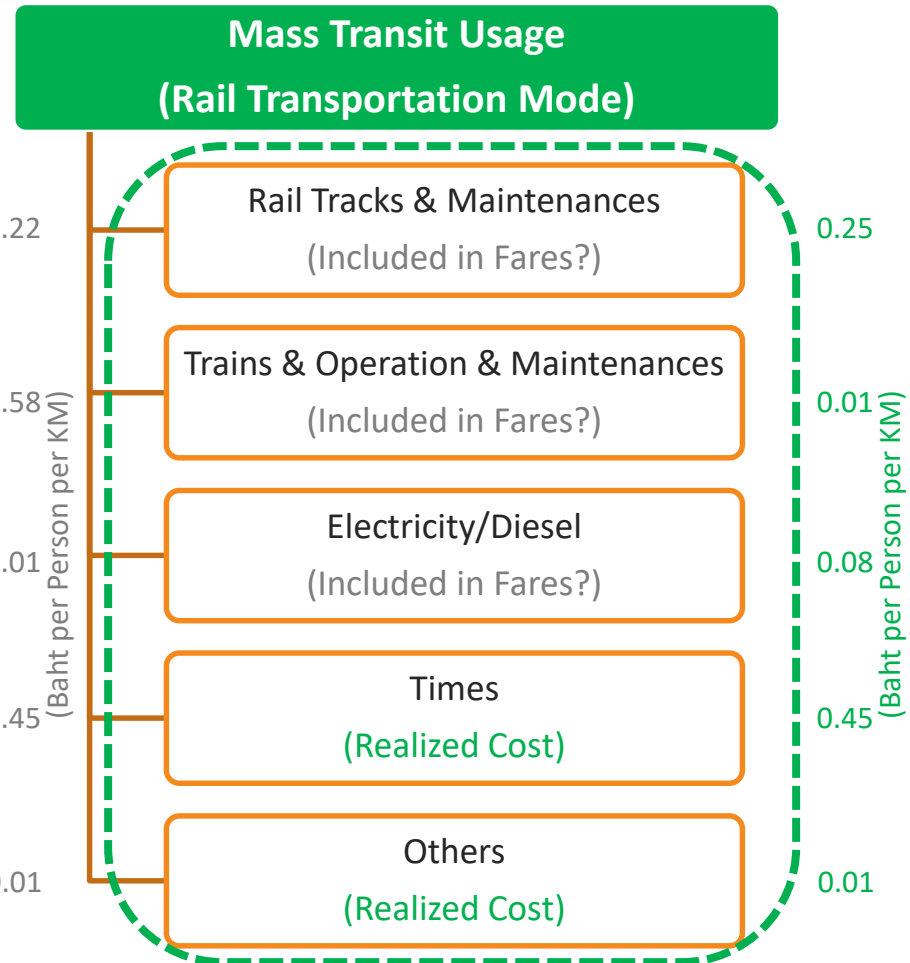 Mass Transit Usage
(Rail Transportation Mode)
Rail Tracks & Maintenances
(Included in Fares?)
.22
0.25
Trains & Operation & Maintenances
(Included in Fares?)
.58
0.01
Electricity/Diesel
(Included in Fares?)
.01
0.08
Times
(Realized Cost)
.45
0.45
Others
(Realized Cost)
.01
0.01
(Baht per Person per KM)
(Baht per Person per KM)